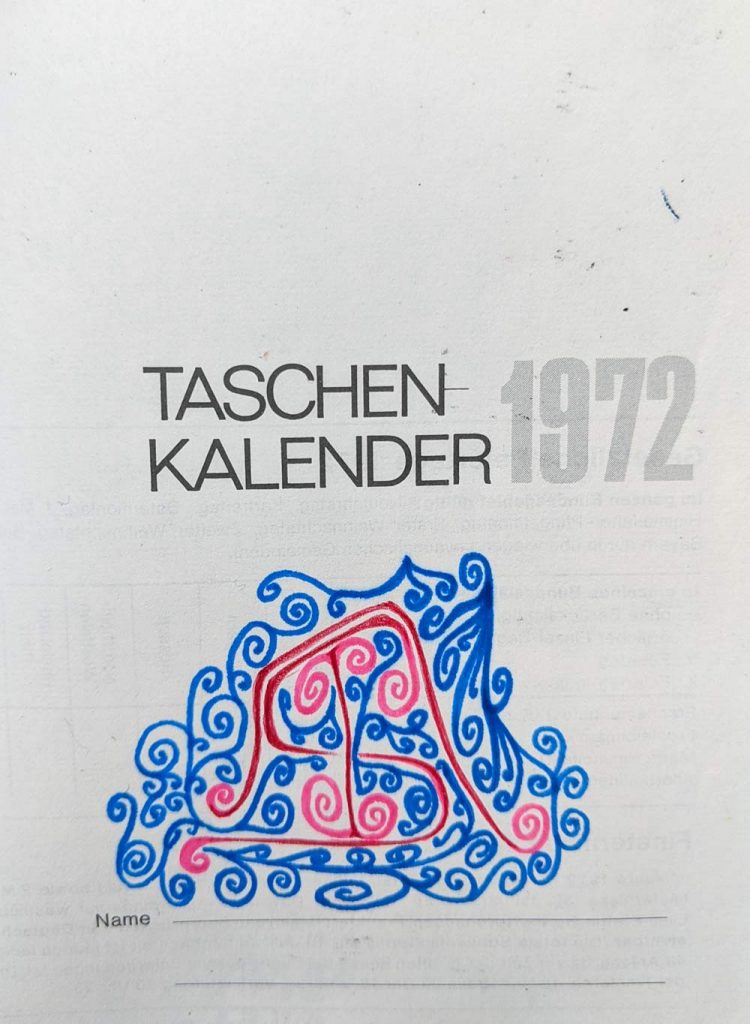 TASCHEN-
KALENDER 1972
Name